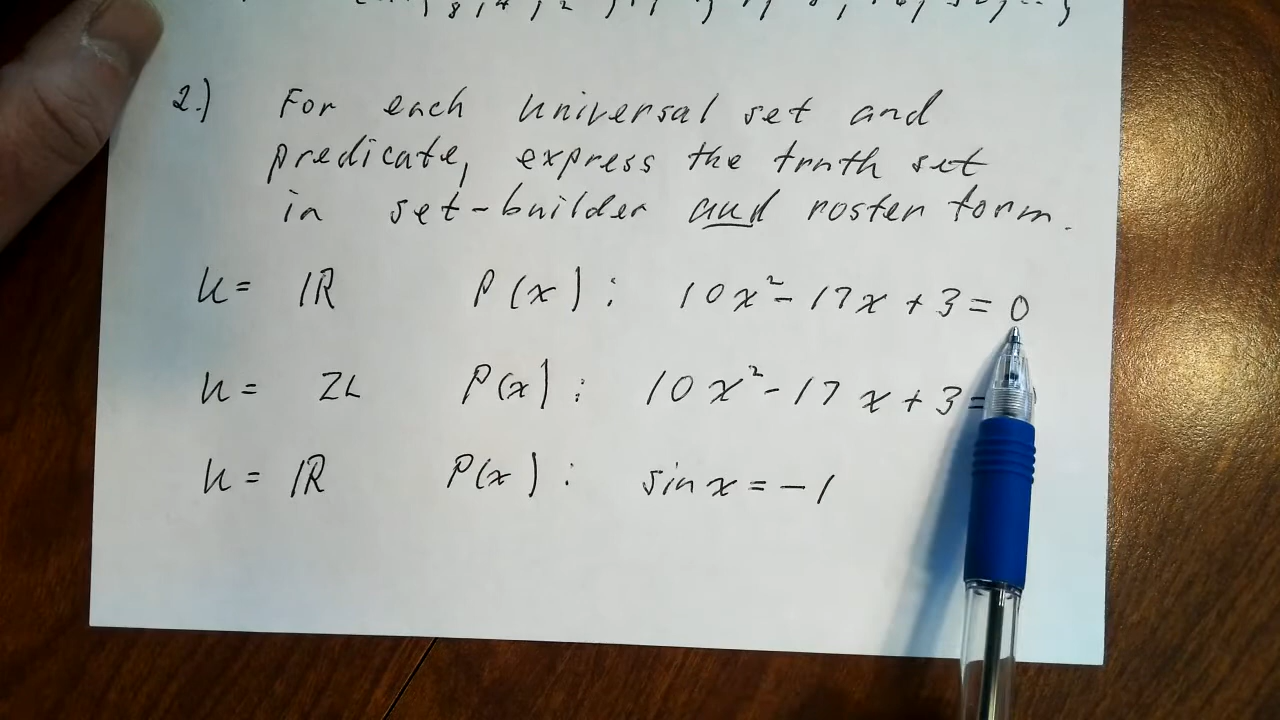 2.) For each universal set and
predicate, express the truth set
in set-builder and roster form.
U = ℝ P(x) : 10x² - 17x + 3 = 0
U = ℤ P(x) : 10x² - 17x + 3 =
U = ℝ P(x) : sin x = -1